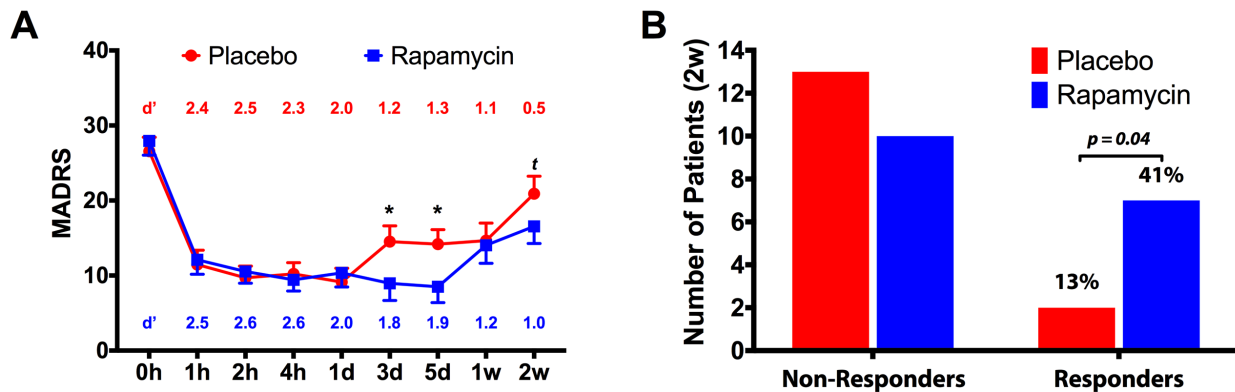 A
Placebo
Rapamycin
MADRS
40
30
20
10
0
d' 2.4 2.5 2.3 2.0 1.2 1.3 1.1 0.5
* * t
d' 2.5 2.6 2.6 2.0 1.8 1.9 1.2 1.0
0h 1h 2h 4h 1d 3d 5d 1w 2w
B
Number of Patients (2w)
14
12
10
8
6
4
2
0
Placebo
Rapamycin
p = 0.04
41%
13%
Non-Responders
Responders